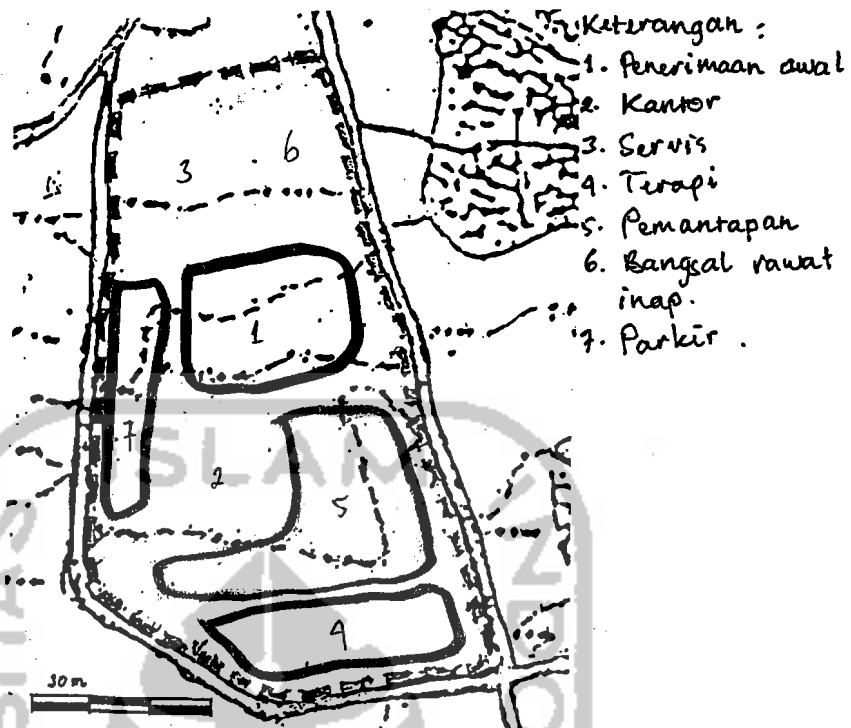 Keterangan :
1. Penerimaan awal
2. Kantor
3. Servis
4. Terapi
5. Pemantapan
6. Bangsal rawat
inap.
7. Parkir .
3 6
1
7
2
5
4
30 m
ISLAM